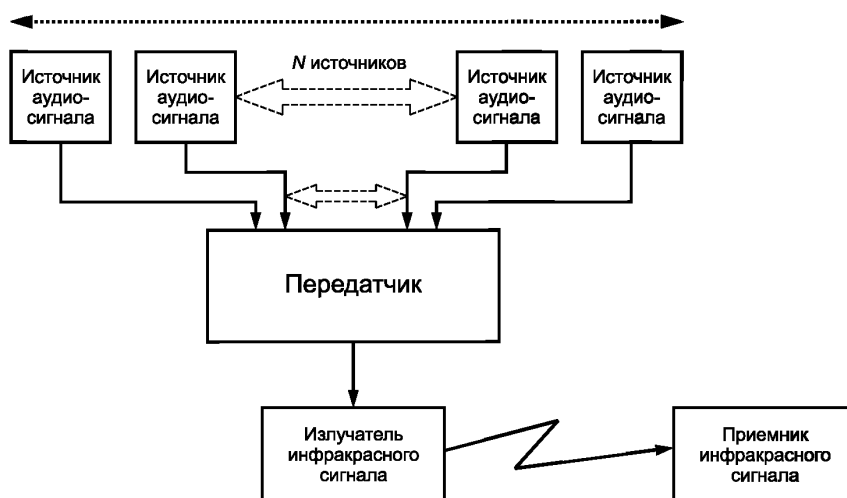 N источников
Источник
аудио-
сигнала
Источник
аудио-
сигнала
Источник
аудио-
сигнала
Источник
аудио-
сигнала
Передатчик
Излучатель
инфракрасного
сигнала
Приемник
инфракрасного
сигнала